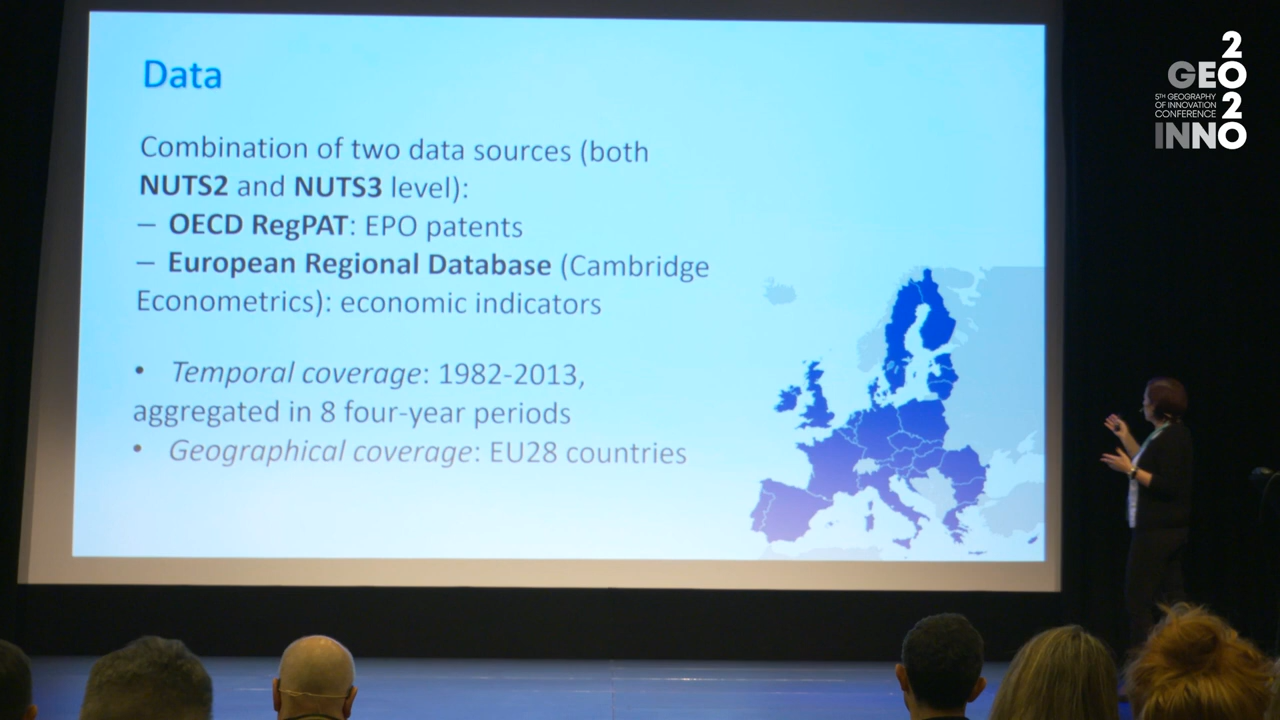 Data
Combination of two data sources (both
NUTS2 and NUTS3 level):
– OECD RegPAT: EPO patents
– European Regional Database (Cambridge
Econometrics): economic indicators
• Temporal coverage: 1982-2013,
aggregated in 8 four-year periods
• Geographical coverage: EU28 countries
2
GEO
5TH GEOGRAPHY
OF INNOVATION
CONFERENCE
2
INNO